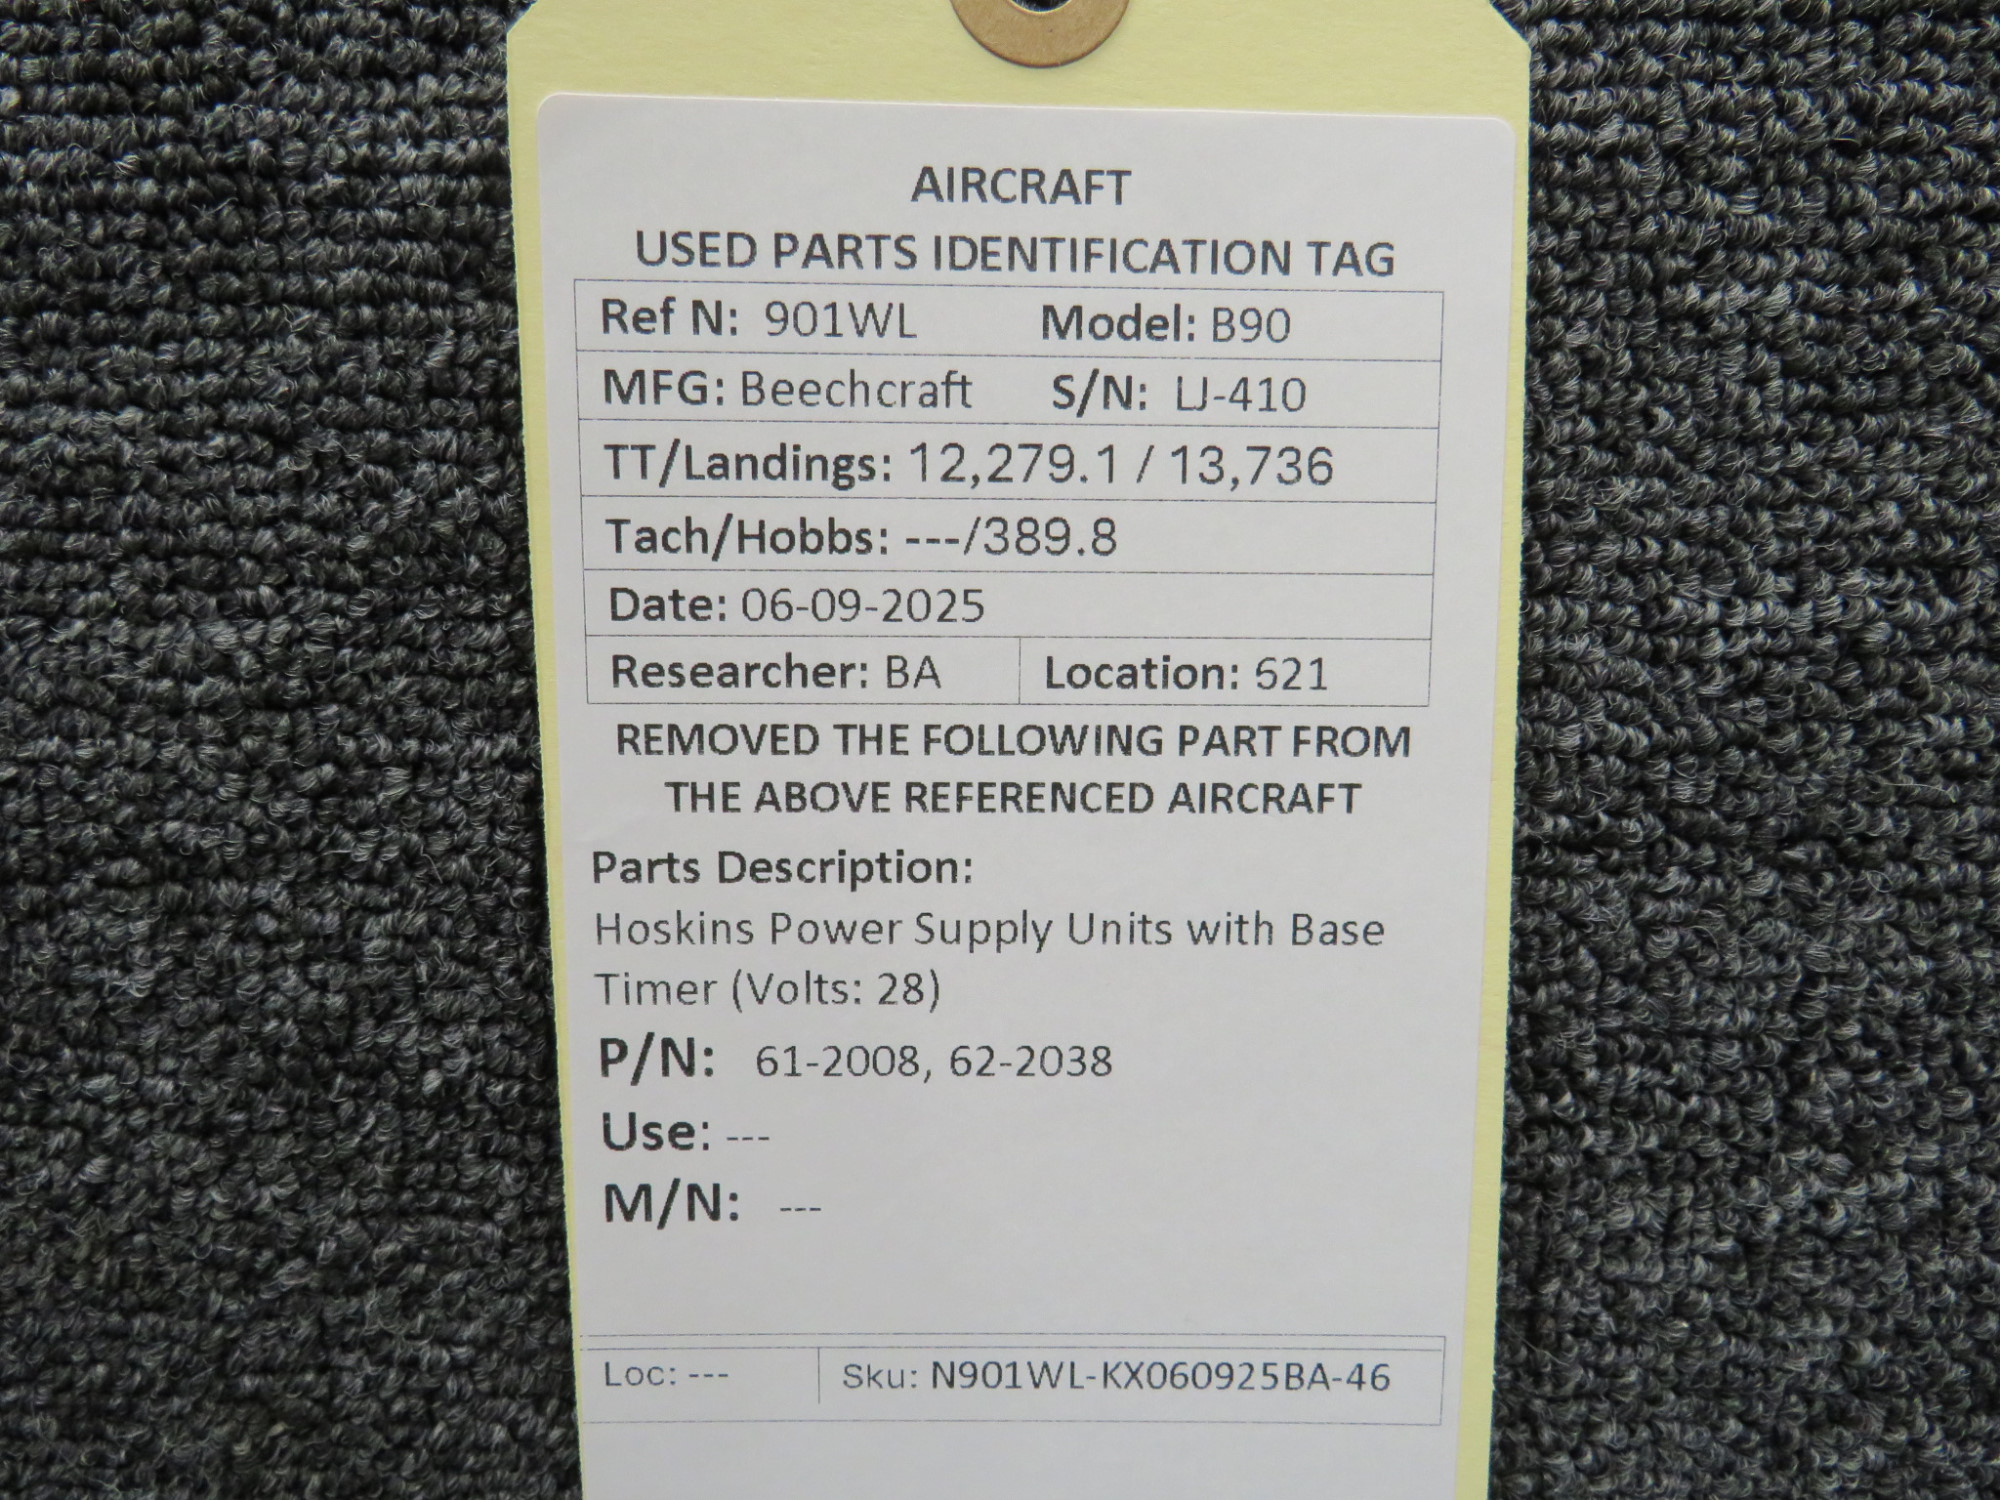 AIRCRAFT
USED PARTS IDENTIFICATION TAG
Ref N: 901WL Model: B90
MFG: Beechcraft S/N: LJ-410
TT/Landings: 12,279.1 / 13,736
Tach/Hobbs: ---/389.8
Date: 06-09-2025
Researcher: BA Location: 621
REMOVED THE FOLLOWING PART FROM
THE ABOVE REFERENCED AIRCRAFT
Parts Description:
Hoskins Power Supply Units with Base
Timer (Volts: 28)
P/N: 61-2008, 62-2038
Use: ---
M/N: ---
Loc: --- Sku: N901WL-KX060925BA-46